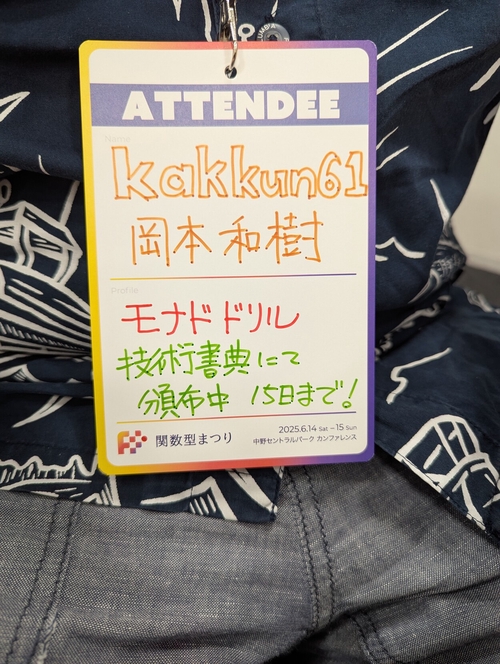 ATTENDEE
Name
kakkun61
岡本 和樹
Profile
モナドドリル
技術書典にて
頒布中 15日まで!
関数型まつり
2025.6.14 Sat – 15 Sun
中野セントラルパーク カンファレンス